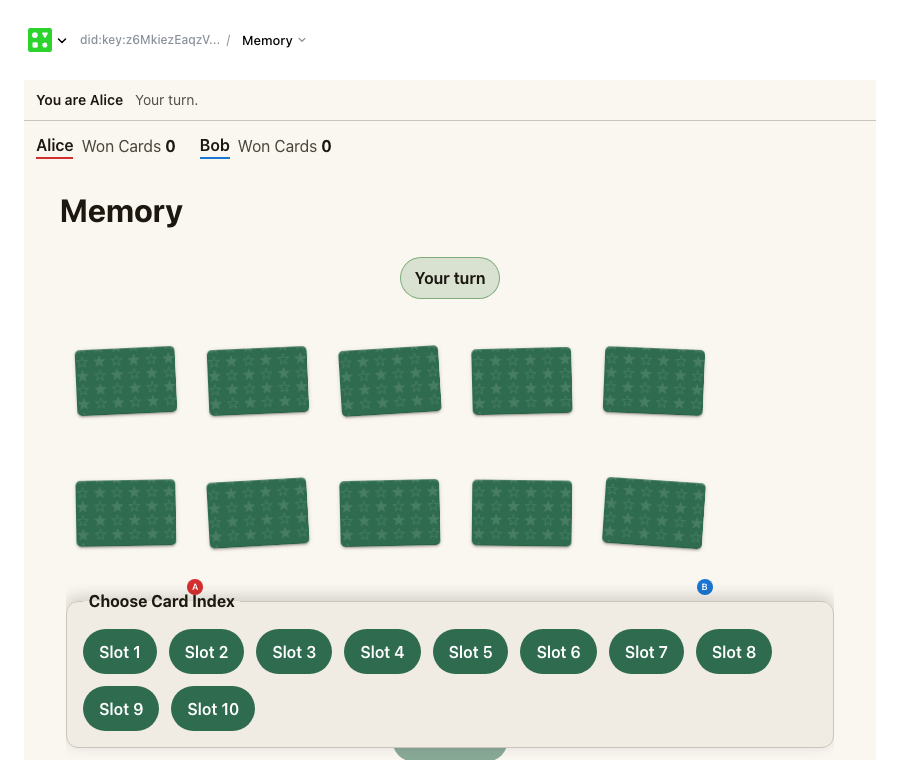 did:key:z6MkiezEaqzV... / Memory
You are Alice Your turn.
Alice Won Cards 0 Bob Won Cards 0
Memory
Your turn
A B
Choose Card Index
Slot 1 Slot 2 Slot 3 Slot 4 Slot 5 Slot 6 Slot 7 Slot 8
Slot 9 Slot 10